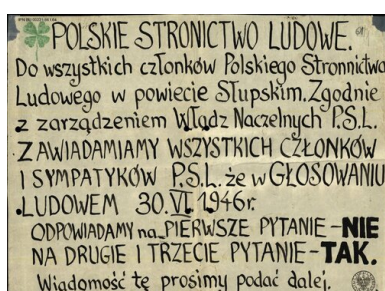 POLSKIE STRONICTWO LUDOWE.
Do wszystkich członków Polskiego Stronnictwa
Ludowego w powiecie Słupskim. Zgodnie
z zarządzeniem Władz Naczelnych P.S.L.
ZAWIADAMIAMY WSZYSTKICH CZŁONKÓW
I SYMPATYKÓW P.S.L. że w GŁOSOWANIU
LUDOWEM 30.VI.1946r.
ODPOWIADAMY na PIERWSZE PYTANIE-NIE
NA DRUGIE I TRZECIE PYTANIE-TAK.
Wiadomość tę prosimy podać dalej.